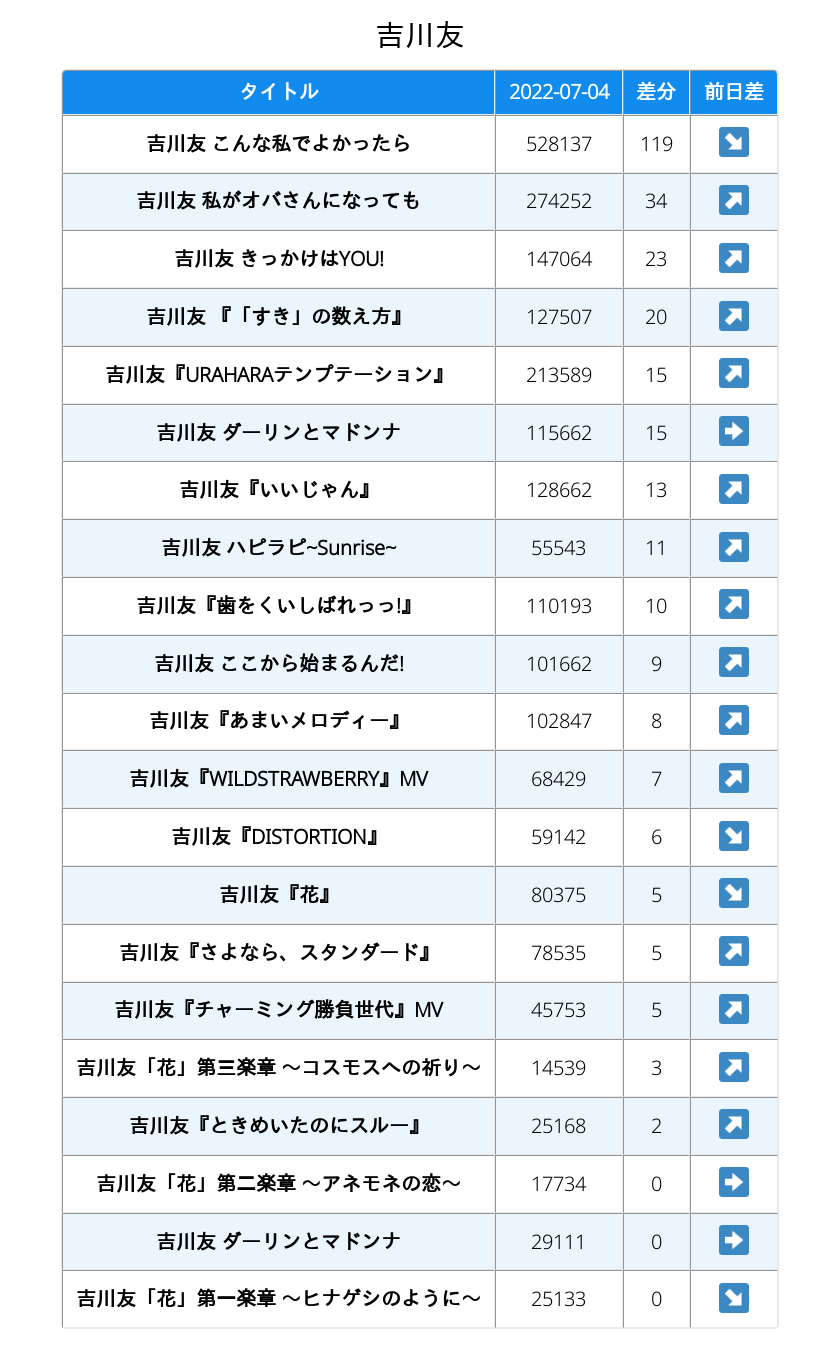 吉川友
タイトル 2022-07-04 差分 前日差
吉川友 こんな私でよかったら 528137 119 ↘
吉川友 私がオバさんになっても 274252 34 ↗
吉川友 きっかけはYOU! 147064 23 ↗
吉川友 『「すき」の数え方』 127507 20 ↗
吉川友『URAHARAテンプテーション』 213589 15 ↗
吉川友 ダーリンとマドンナ 115662 15 ➡
吉川友『いいじゃん』 128662 13 ↗
吉川友 ハピラピ~Sunrise~ 55543 11 ↗
吉川友『歯をくいしばれっっ!』 110193 10 ↗
吉川友 ここから始まるんだ! 101662 9 ↗
吉川友『あまいメロディー』 102847 8 ↗
吉川友『WILDSTRAWBERRY』MV 68429 7 ↗
吉川友『DISTORTION』 59142 6 ↘
吉川友『花』 80375 5 ↘
吉川友『さよなら、スタンダード』 78535 5 ↗
吉川友『チャーミング勝負世代』MV 45753 5 ↗
吉川友「花」第三楽章 〜コスモスへの祈り〜 14539 3 ↗
吉川友『ときめいたのにスルー』 25168 2 ↗
吉川友「花」第二楽章 〜アネモネの恋〜 17734 0 ➡
吉川友 ダーリンとマドンナ 29111 0 ➡
吉川友「花」第一楽章 〜ヒナゲシのように〜 25133 0 ↘